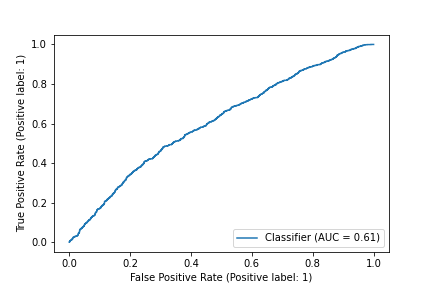 True Positive Rate (Positive label: 1)
1.0
0.8
0.6
0.4
0.2
0.0
Classifier (AUC = 0.61)
0.0 0.2 0.4 0.6 0.8 1.0
False Positive Rate (Positive label: 1)